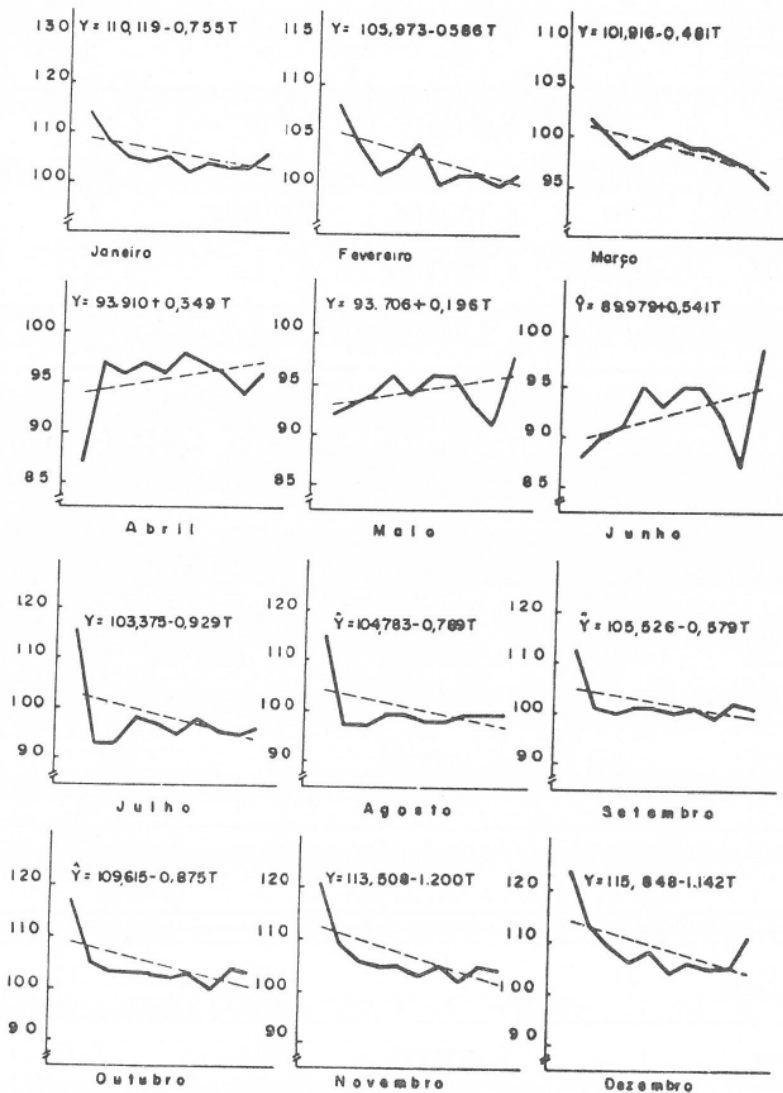 130
Y= 110,119-0,755 T
120
110
100
Janeiro
115
Y= 105,973-0586 T
110
105
100
Fevereiro
110
Y=101,916-0,481T
105
100
95
Março
Y= 93.910+0,349 T
100
95
90
85
Abril
Y= 93.706+0,196T
100
95
90
85
Maio
Ŷ= 89.979+0,541T
100
95
90
85
Junho
120
Y= 103,375-0,929T
110
100
90
Julho
120
Ŷ=104,783-0,789T
110
100
90
Agosto
120
Ŷ=105,526-0,579T
110
100
90
Setembro
120
Ŷ= 109,615-0,875T
110
100
90
Outubro
120
Y=113,508-1.200T
110
100
90
Novembro
120
Y=115, 848-1.142T
110
100
90
Dezembro